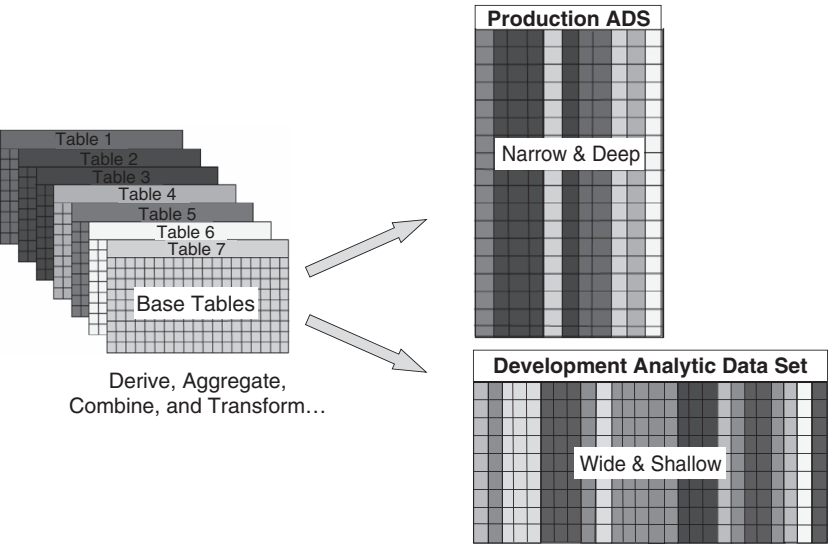 Production ADS
Narrow & Deep
Table 1
Table 2
Table 3
Table 4
Table 5
Table 6
Table 7
Base Tables
Derive, Aggregate,
Combine, and Transform…
Development Analytic Data Set
Wide & Shallow